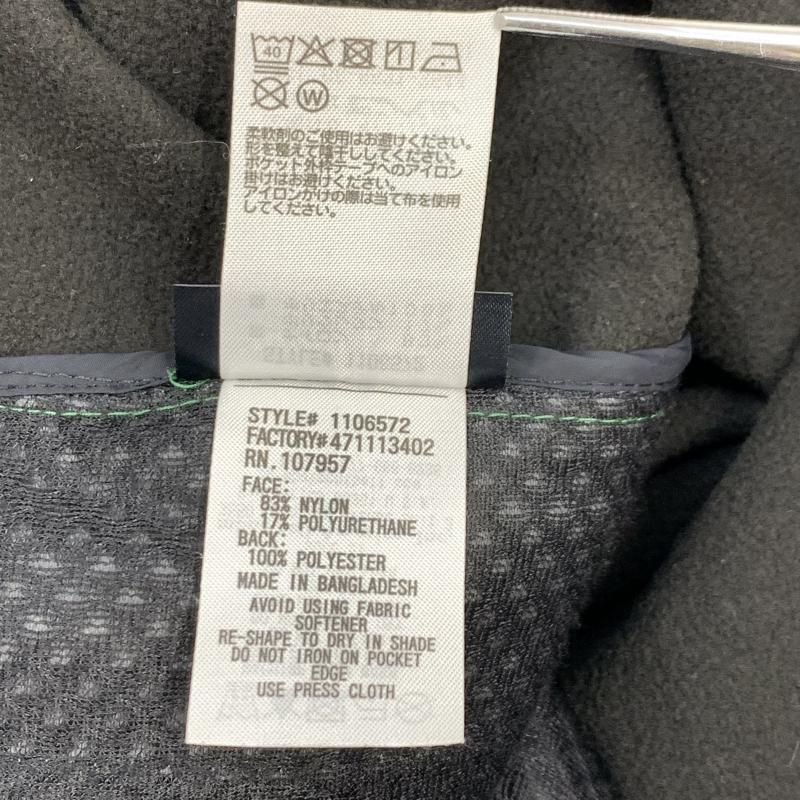 40
W
柔軟剤のご使用はお避けください。
形を整えて陰干ししてください。
ポケット外枠テープへのアイロン
掛けはお避けください。
アイロンがけの際は当て布を使用
してください。
STYLE# 1106572
FACTORY#471113402
RN.107957
FACE:
83% NYLON
17% POLYURETHANE
BACK:
100% POLYESTER
MADE IN BANGLADESH
AVOID USING FABRIC
SOFTENER
RE-SHAPE TO DRY IN SHADE
DO NOT IRON ON POCKET
EDGE
USE PRESS CLOTH